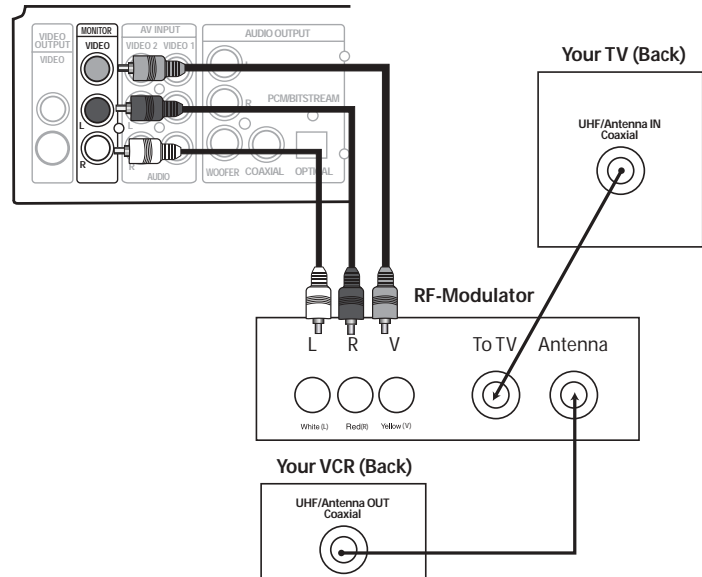 VIDEO OUTPUT
VIDEO
MONITOR
VIDEO
L
R
AV INPUT
VIDEO 2 VIDEO 1
L
R
AUDIO
AUDIO OUTPUT
L
R
PCM/BITSTREAM
WOOFER COAXIAL OPTICAL
Your TV (Back)
UHF/Antenna IN
Coaxial
RF-Modulator
L R V To TV Antenna
White (L) Red(R) Yellow (V)
Your VCR (Back)
UHF/Antenna OUT
Coaxial